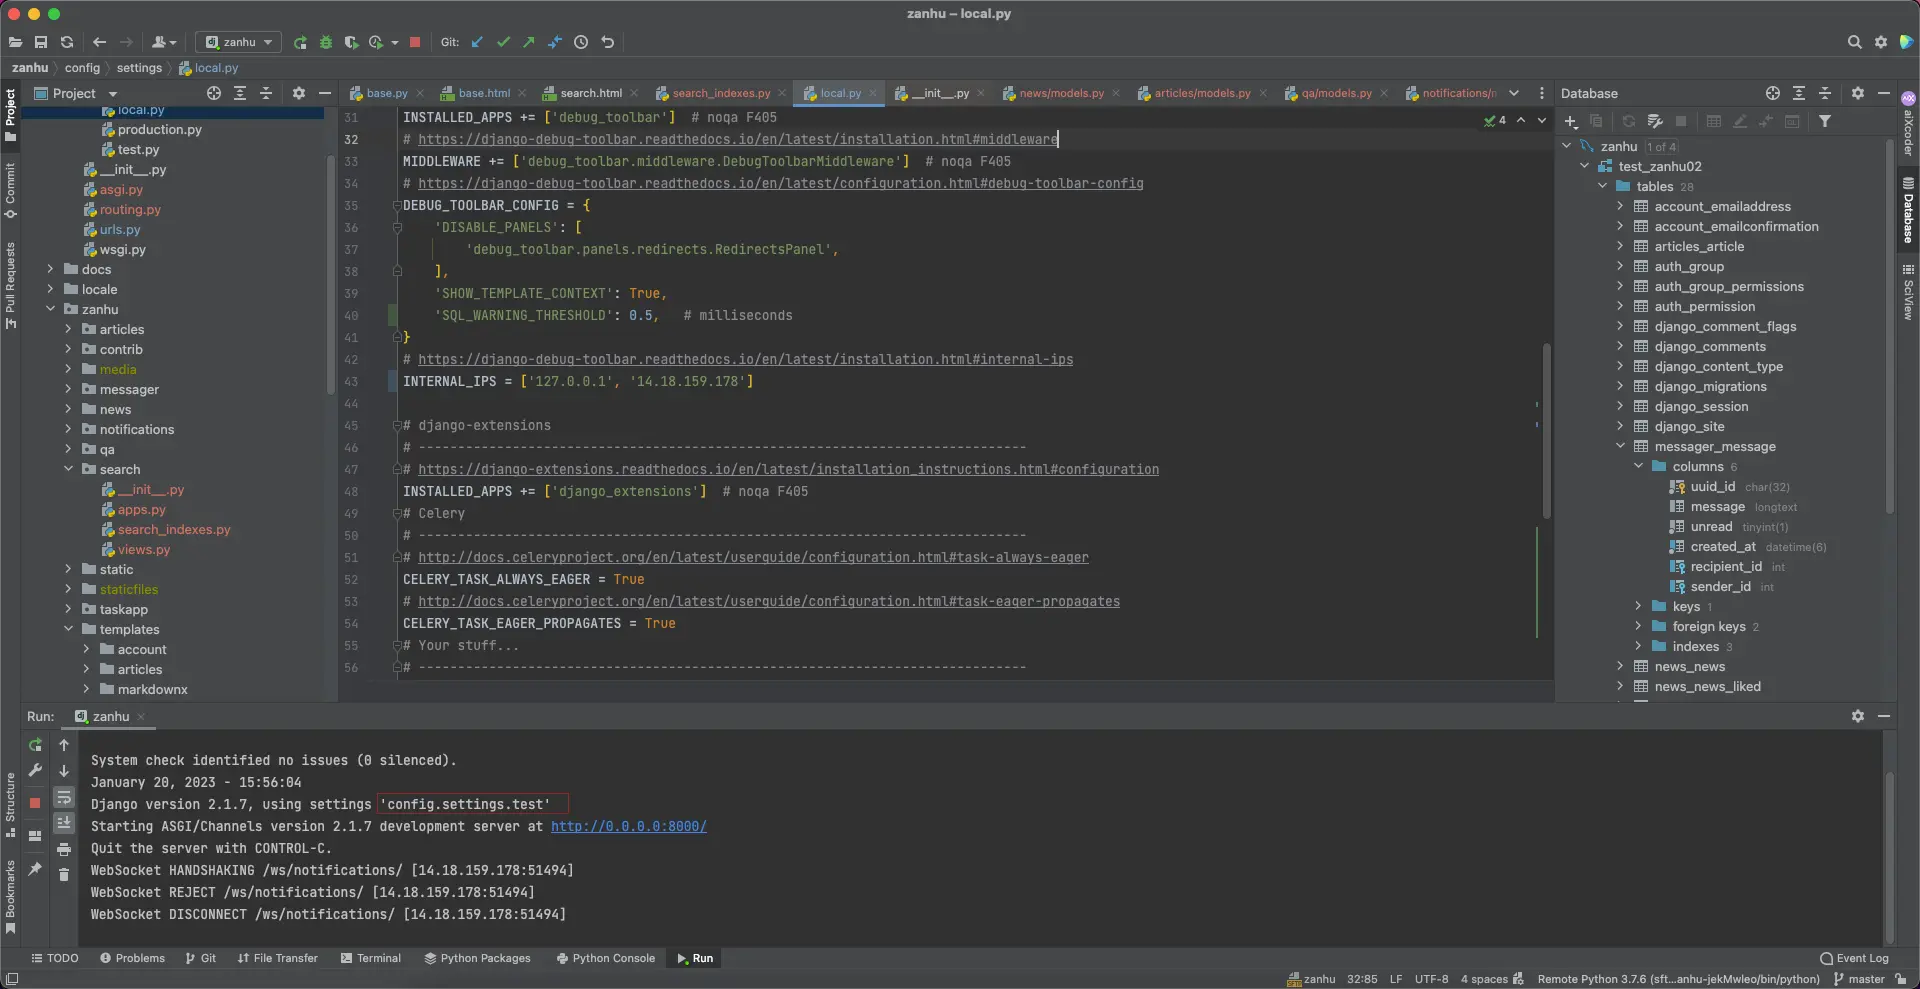 zanhu – local.py
zanhu
Git:
zanhu
config
settings
local.py
Project
base.py
base.html
search.html
search_indexes.py
local.py
__init__.py
news/models.py
articles/models.py
qa/models.py
notifications/
Database
Project
Commit
Pull Requests
Structure
Bookmarks
local.py
production.py
test.py
__init__.py
asgi.py
routing.py
urls.py
wsgi.py
docs
locale
zanhu
articles
contrib
media
messager
news
notifications
qa
search
__init__.py
apps.py
search_indexes.py
views.py
static
staticfiles
taskapp
templates
account
articles
markdownx
4
31 INSTALLED_APPS += ['debug_toolbar']  # noqa F405
32 # https://django-debug-toolbar.readthedocs.io/en/latest/installation.html#middleware
33 MIDDLEWARE += ['debug_toolbar.middleware.DebugToolbarMiddleware']  # noqa F405
34 # https://django-debug-toolbar.readthedocs.io/en/latest/configuration.html#debug-toolbar-config
35 DEBUG_TOOLBAR_CONFIG = {
36     'DISABLE_PANELS': [
37         'debug_toolbar.panels.redirects.RedirectsPanel',
38     ],
39     'SHOW_TEMPLATE_CONTEXT': True,
40     'SQL_WARNING_THRESHOLD': 0.5,   # milliseconds
41 }
42 # https://django-debug-toolbar.readthedocs.io/en/latest/installation.html#internal-ips
43 INTERNAL_IPS = ['127.0.0.1', '14.18.159.178']
44
45 # django-extensions
46 # ------------------------------------------------------------------------------
47 # https://django-extensions.readthedocs.io/en/latest/installation_instructions.html#configuration
48 INSTALLED_APPS += ['django_extensions']  # noqa F405
49 # Celery
50 # ------------------------------------------------------------------------------
51 # http://docs.celeryproject.org/en/latest/userguide/configuration.html#task-always-eager
52 CELERY_TASK_ALWAYS_EAGER = True
53 # http://docs.celeryproject.org/en/latest/userguide/configuration.html#task-eager-propagates
54 CELERY_TASK_EAGER_PROPAGATES = True
55 # Your stuff...
56 # ------------------------------------------------------------------------------
zanhu 1 of 4
test_zanhu02
tables 28
account_emailaddress
account_emailconfirmation
articles_article
auth_group
auth_group_permissions
auth_permission
django_comment_flags
django_comments
django_content_type
django_migrations
django_session
django_site
messager_message
columns 6
uuid_id char(32)
message longtext
unread tinyint(1)
created_at datetime(6)
recipient_id int
sender_id int
keys 1
foreign keys 2
indexes 3
news_news
news_news_liked
aiXcoder
Database
SciView
Run: zanhu
System check identified no issues (0 silenced).
January 20, 2023 - 15:56:04
Django version 2.1.7, using settings 'config.settings.test'
Starting ASGI/Channels version 2.1.7 development server at http://0.0.0.0:8000/
Quit the server with CONTROL-C.
WebSocket HANDSHAKING /ws/notifications/ [14.18.159.178:51494]
WebSocket REJECT /ws/notifications/ [14.18.159.178:51494]
WebSocket DISCONNECT /ws/notifications/ [14.18.159.178:51494]
TODO
Problems
Git
File Transfer
Terminal
Python Packages
Python Console
Run
Event Log
zanhu
32:85
LF
UTF-8
4 spaces
Remote Python 3.7.6 (sft...anhu-jekMwleo/bin/python)
master